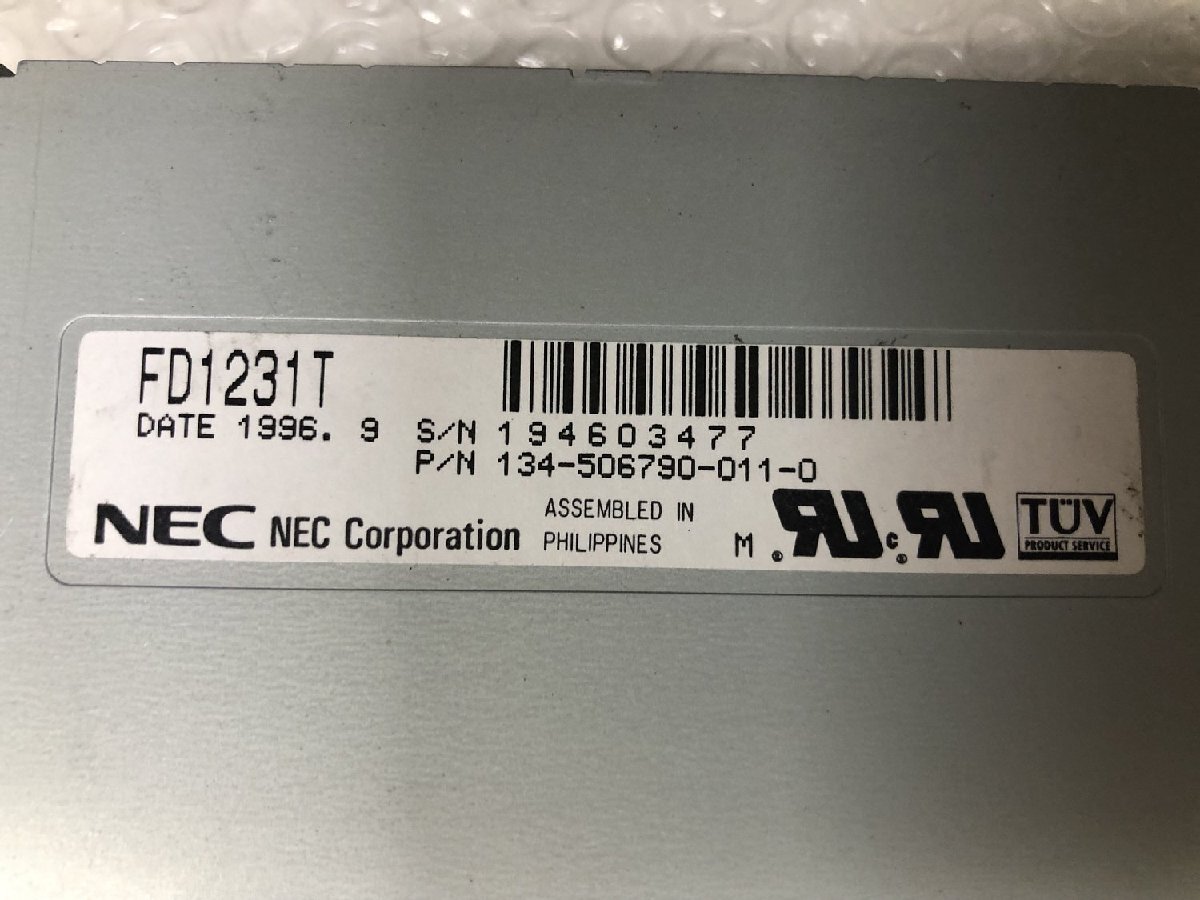 FD1231T
DATE 1996. 9 S/N 194603477
P/N 134-506790-011-0
NEC NEC Corporation ASSEMBLED IN PHILIPPINES M
TÜV
PRODUCT SERVICE